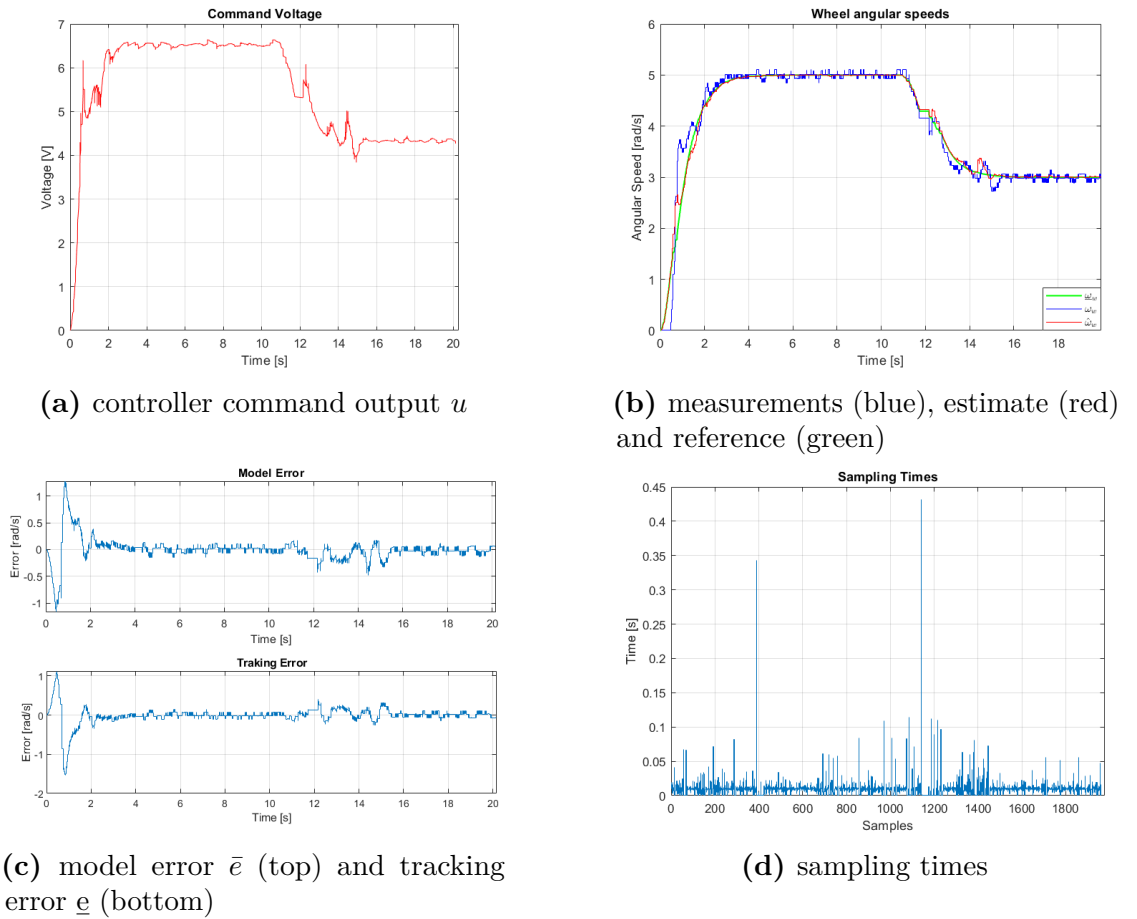 Command Voltage
Voltage [V]
7
6
5
4
3
2
1
0
0 2 4 6 8 10 12 14 16 18 20
Time [s]
(a) controller command output u
Wheel angular speeds
Angular Speed [rad/s]
6
5
4
3
2
1
0
0 2 4 6 8 10 12 14 16 18
Time [s]
ω̲_w
ω_w
ω̂_w
(b) measurements (blue), estimate (red)
and reference (green)
Model Error
Error [rad/s]
1
0.5
0
-0.5
-1
0 2 4 6 8 10 12 14 16 18 20
Time [s]
Traking Error
Error [rad/s]
1
0
-1
-2
0 2 4 6 8 10 12 14 16 18 20
Time [s]
(c) model error ē (top) and tracking
error e̲ (bottom)
Sampling Times
Time [s]
0.45
0.4
0.35
0.3
0.25
0.2
0.15
0.1
0.05
0
0 200 400 600 800 1000 1200 1400 1600 1800
Samples
(d) sampling times